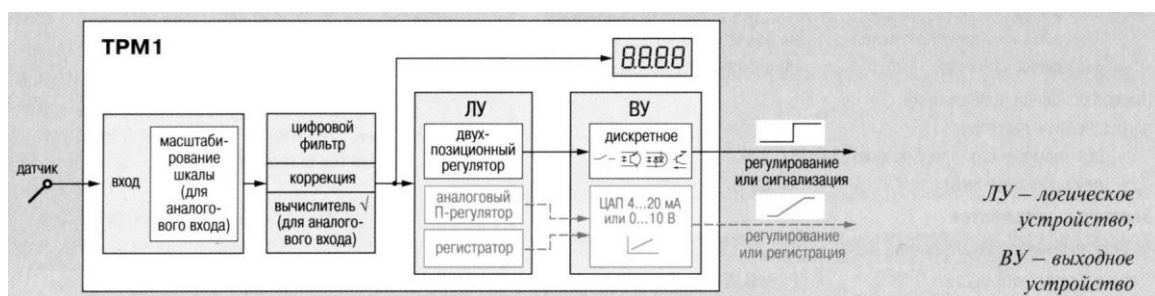 ТРМ1
8.8.8.8
датчик
вход
масштаби-
рование
шкалы
(для
аналого-
вого входа)
цифровой
фильтр
коррекция
вычислитель √
(для аналого-
вого входа)
ЛУ
двух-
позиционный
регулятор
аналоговый
П-регулятор
регистратор
ВУ
дискретное
ЦАП 4...20 мА
или 0...10 В
регулирование
или сигнализация
регулирование
или регистрация
ЛУ – логическое
устройство;
ВУ – выходное
устройство